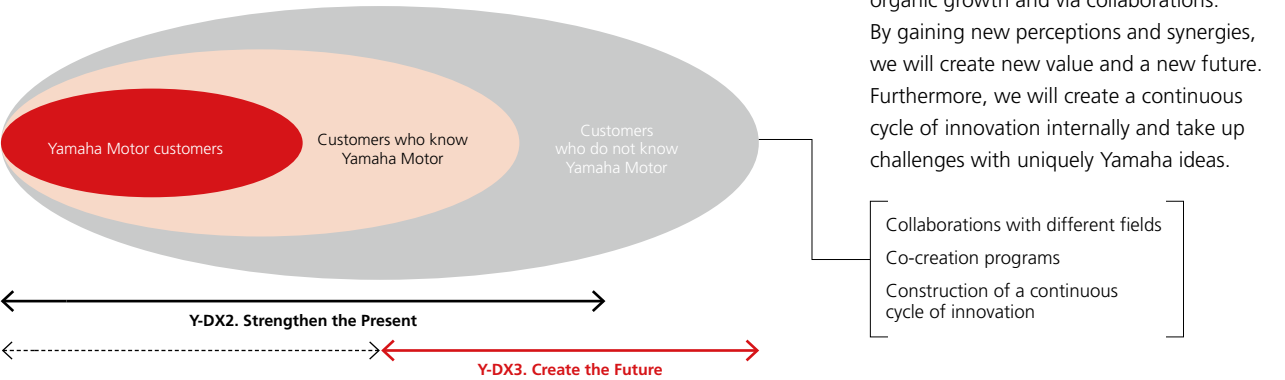 Yamaha Motor customers
Customers who know
Yamaha Motor
Customers
who do not know
Yamaha Motor
Y-DX2. Strengthen the Present
Y-DX3. Create the Future
organic growth and via collaborations.
By gaining new perceptions and synergies,
we will create new value and a new future.
Furthermore, we will create a continuous
cycle of innovation internally and take up
challenges with uniquely Yamaha ideas.
Collaborations with different fields
Co-creation programs
Construction of a continuous
cycle of innovation